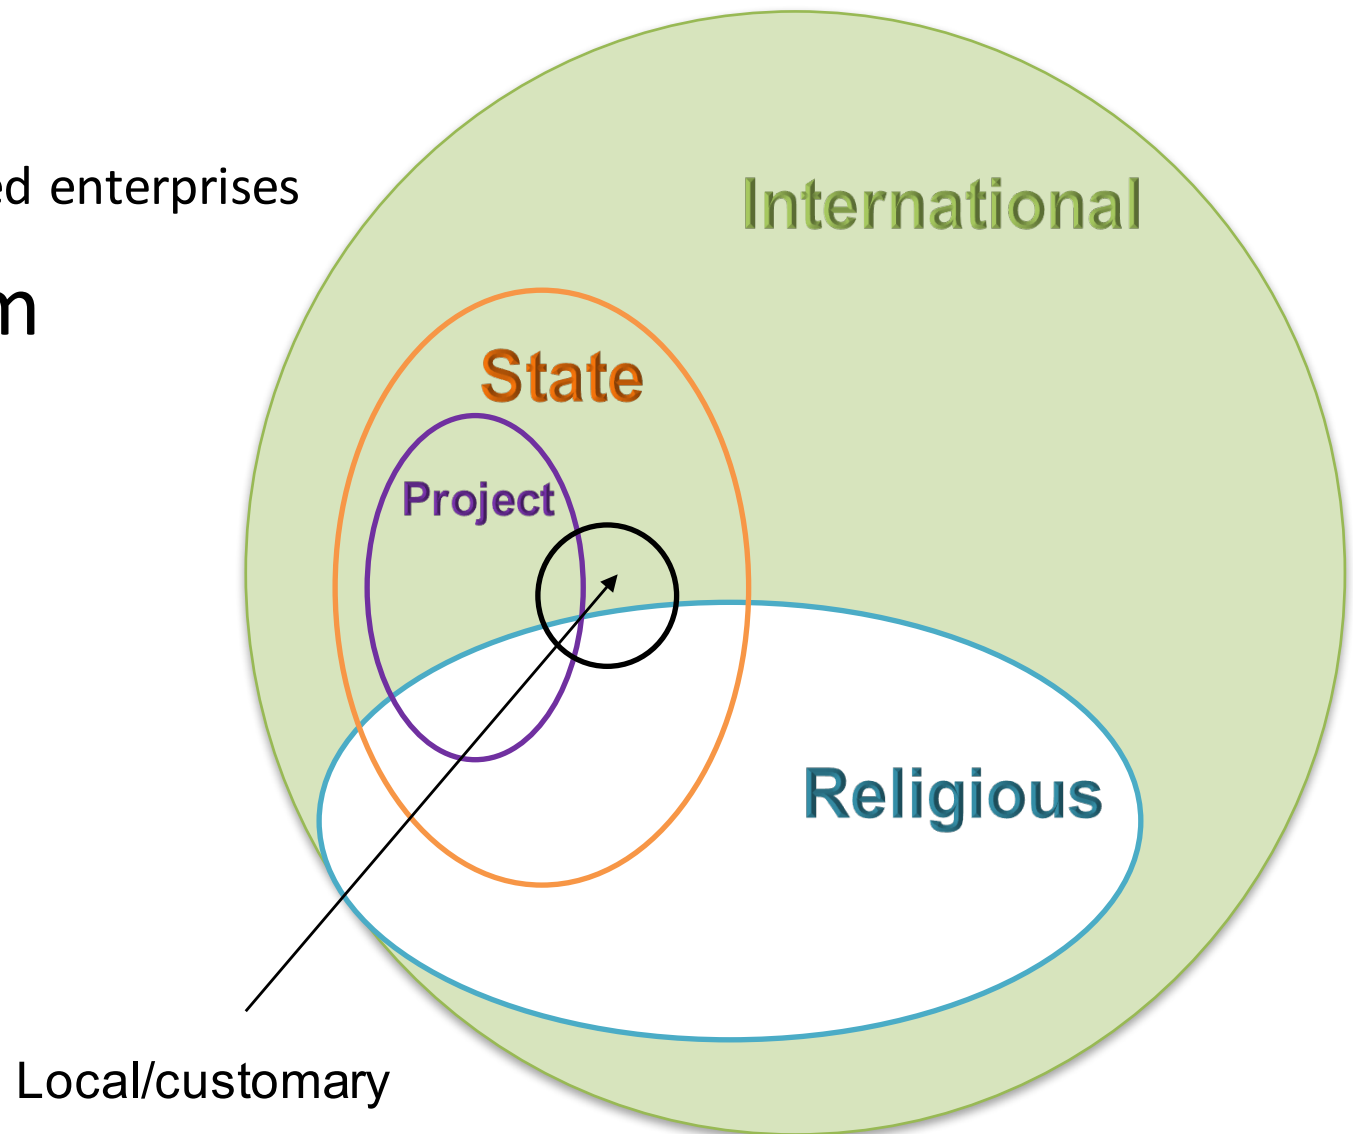 ed enterprises
International
m
State
Project
Religious
Local/customary